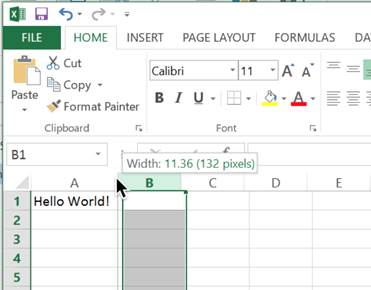 FILE HOME INSERT PAGE LAYOUT FORMULAS DA
Cut
Copy
Format Painter
Paste
Clipboard
Calibri 11 A A
B I U A
Font
B1
Width: 11.36 (132 pixels)
A B C D E
1 Hello World!
2
3
4
5